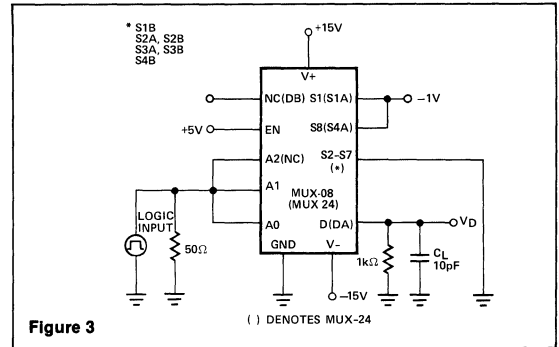 * S1B
S2A, S2B
S3A, S3B
S4B
+15V
V+
NC(DB)
S1(S1A)
−1V
S8(S4A)
+5V
EN
A2(NC)
S2−S7
(*)
A1
MUX-08
(MUX 24)
LOGIC
INPUT
50Ω
A0
D(DA)
VD
GND
V−
1kΩ
CL
10pF
−15V
( ) DENOTES MUX-24
Figure 3